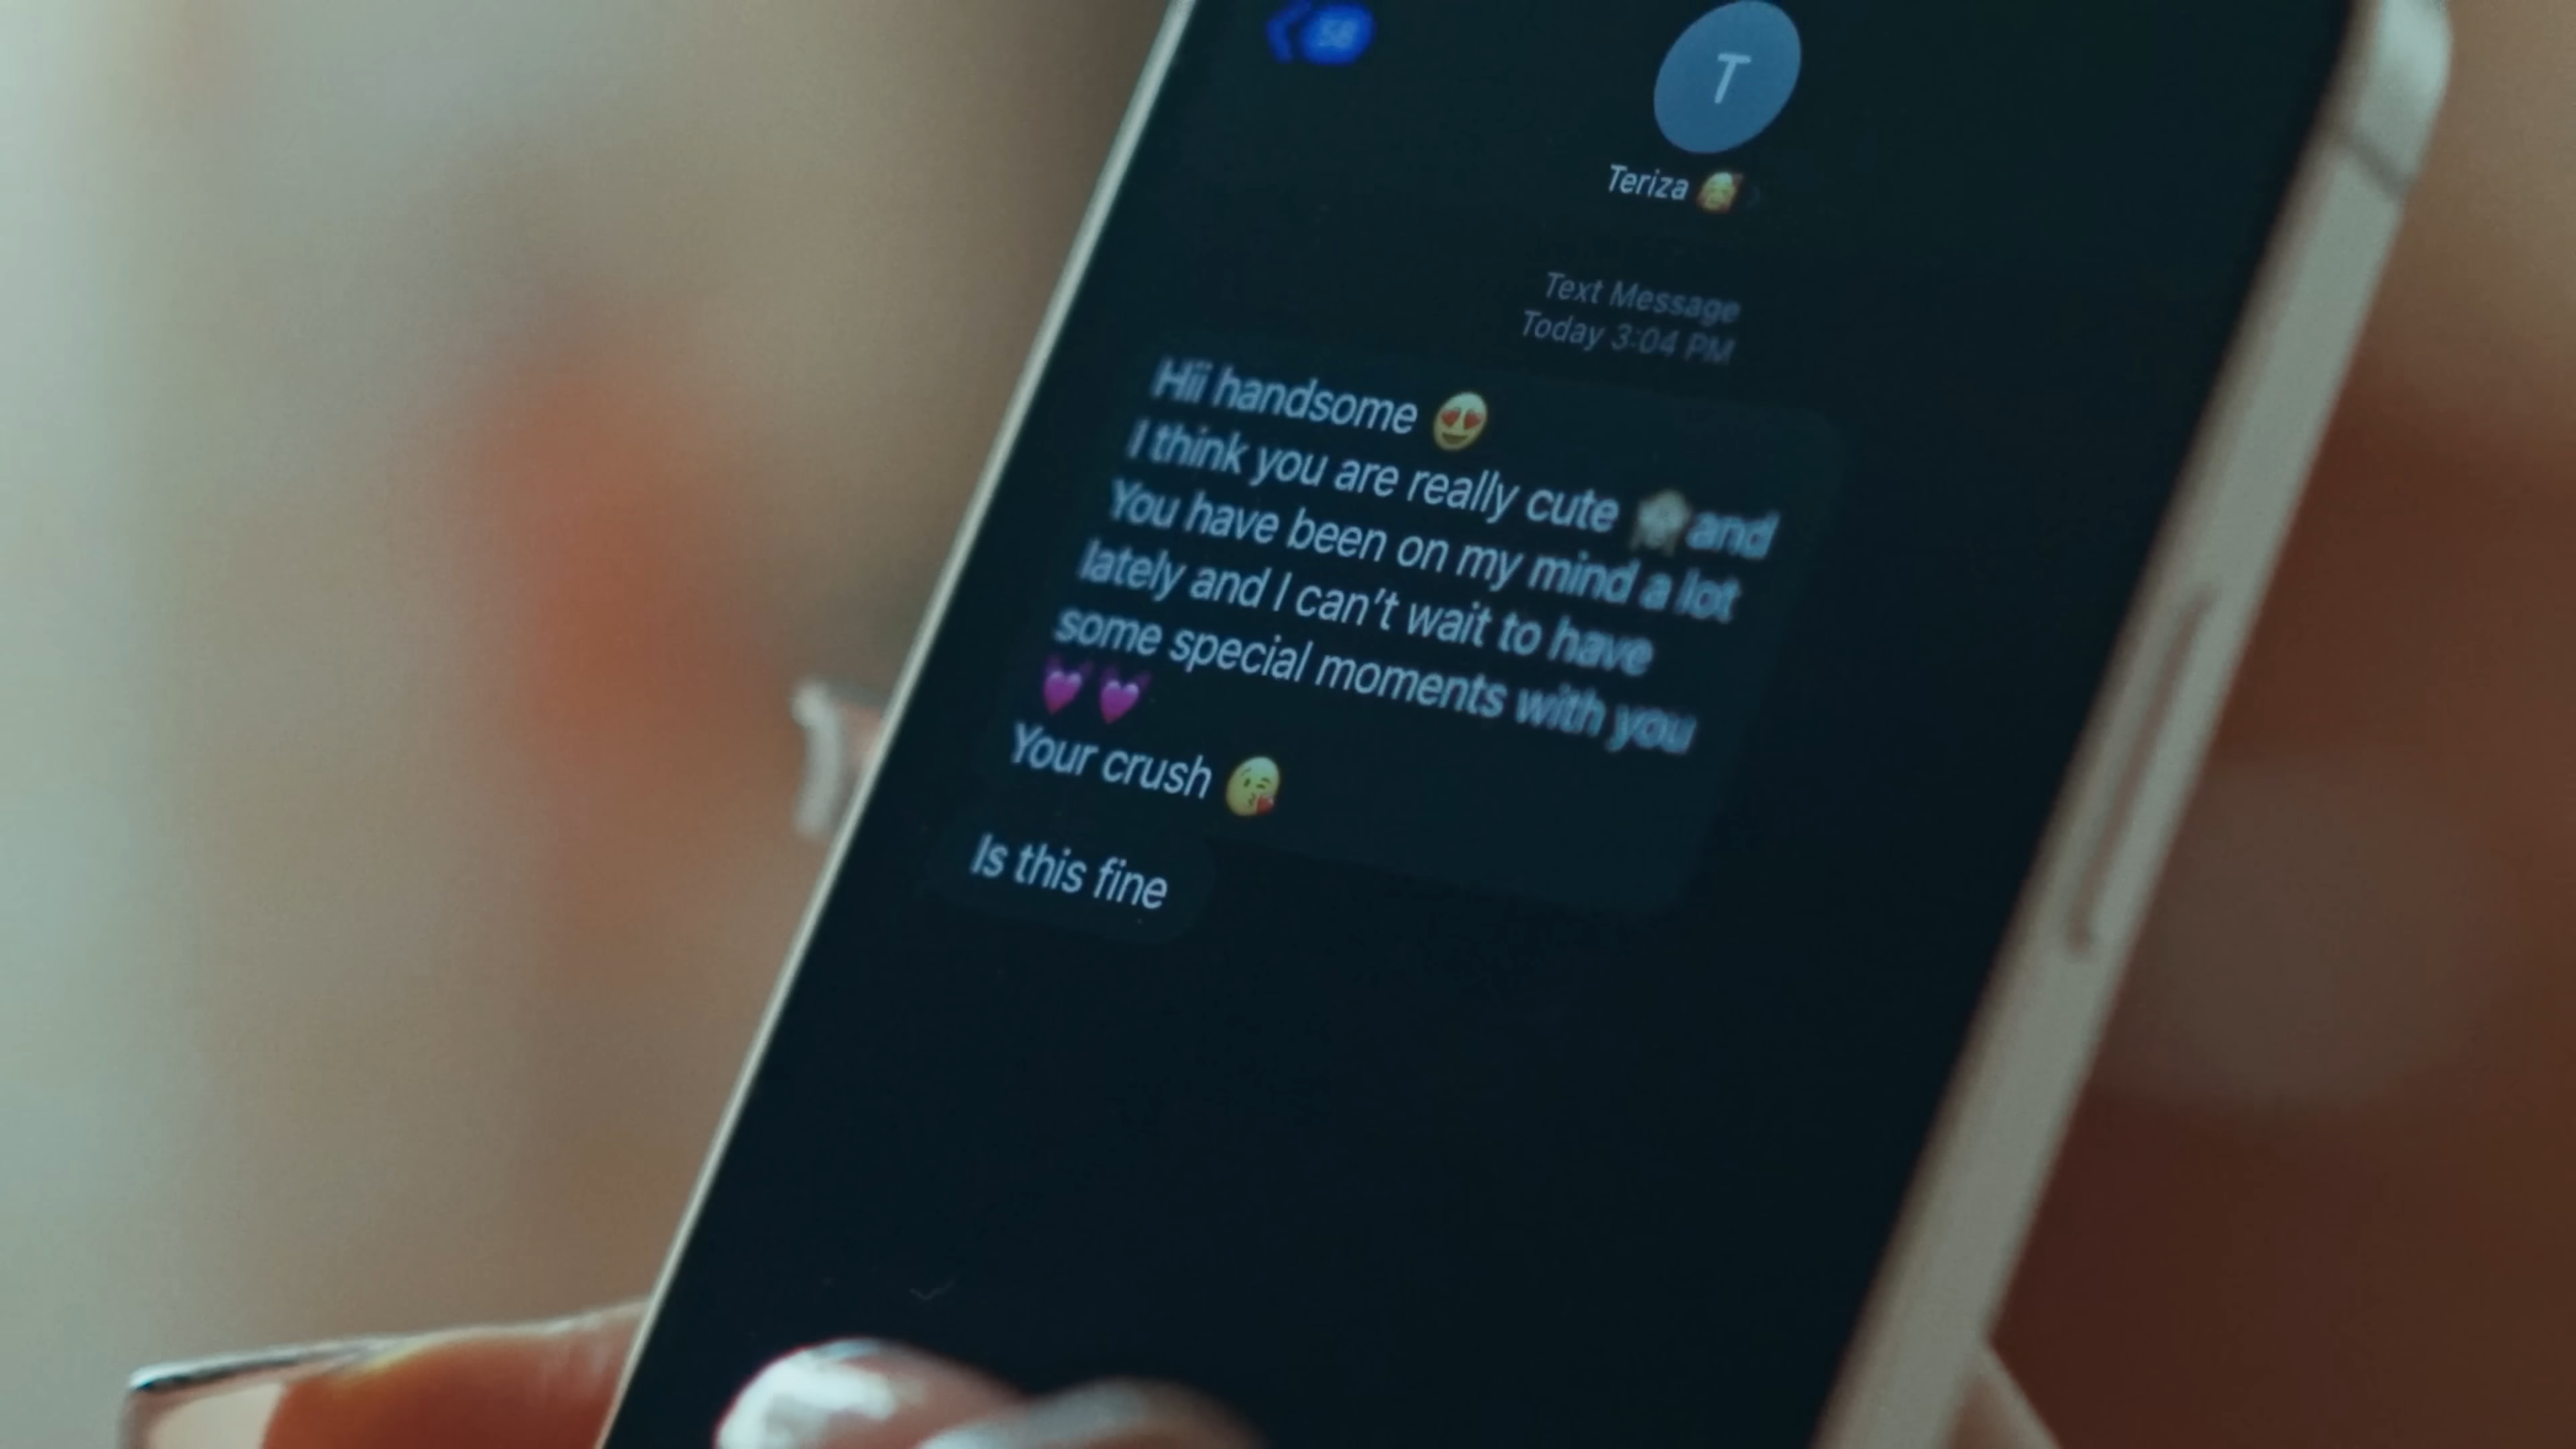 58
T
Teriza 🥰
Text Message
Today 3:04 PM
Hii handsome 😍
I think you are really cute 🙈and
You have been on my mind a lot
lately and I can't wait to have
some special moments with you
💓 💓
Your crush 😘
Is this fine